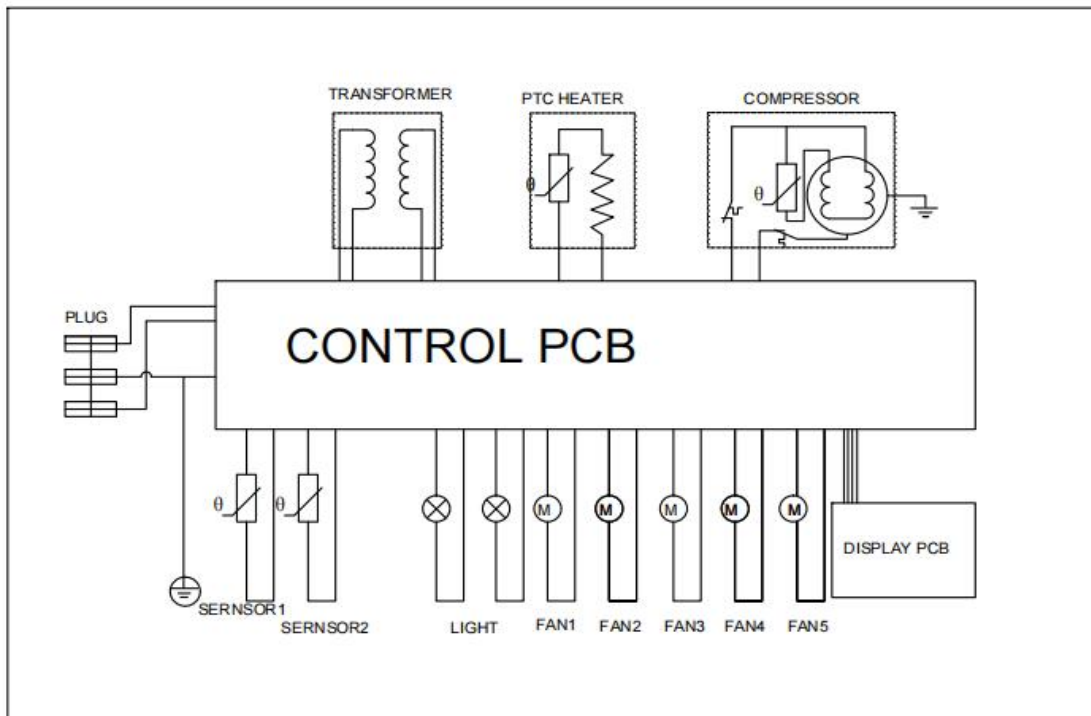 TRANSFORMER
PTC HEATER
COMPRESSOR
θ
θ
PLUG
CONTROL PCB
θ
θ
M
M
M
M
M
DISPLAY PCB
SERNSOR1
SERNSOR2
LIGHT
FAN1
FAN2
FAN3
FAN4
FAN5